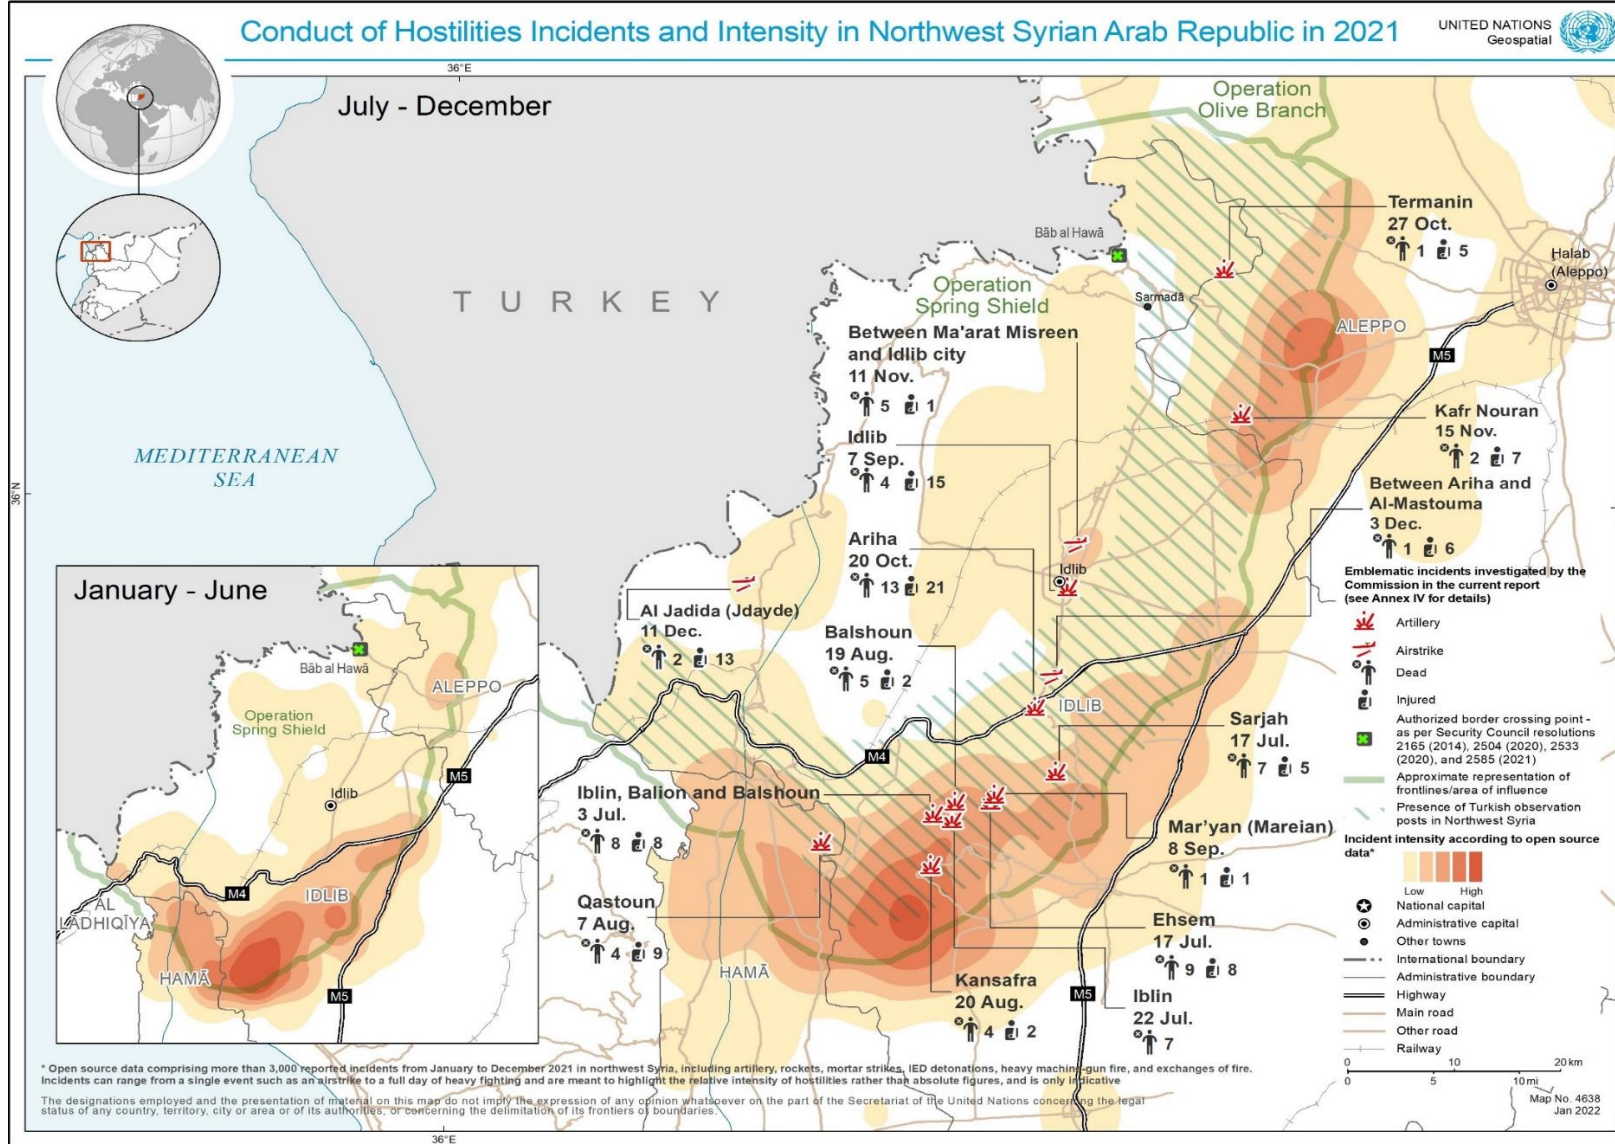 Conduct of Hostilities Incidents and Intensity in Northwest Syrian Arab Republic in 2021
UNITED NATIONS
Geospatial
36°E
July - December
Operation
Olive Branch
Termanin
27 Oct.
1 5
Bāb al Hawā
Halab
(Aleppo)
Operation
Spring Shield
Sarmadā
TURKEY
ALEPPO
M5
Between Ma'arat Misreen
and Idlib city
11 Nov.
5 1
Kafr Nouran
15 Nov.
2 7
Idlib
7 Sep.
4 15
MEDITERRANEAN
SEA
36°N
Between Ariha and
Al-Mastouma
3 Dec.
1 6
Ariha
20 Oct.
13 21
Idlib
Al Jadida (Jdayde)
11 Dec.
2 13
Balshoun
19 Aug.
5 2
IDLIB
Sarjah
17 Jul.
7 5
M4
Iblin, Balion and Balshoun
3 Jul.
8 8
Mar'yan (Mareian)
8 Sep.
1 1
Qastoun
7 Aug.
4 9
Ehsem
17 Jul.
9 8
HAMĀ
Kansafra
20 Aug.
4 2
Iblin
22 Jul.
7
M5
January - June
Bāb al Hawā
ALEPPO
Operation
Spring Shield
M5
Idlib
M4
IDLIB
AL
LĀDHIQĪYA
HAMĀ
M5
Emblematic incidents investigated by the
Commission in the current report
(see Annex IV for details)
Artillery
Airstrike
Dead
Injured
Authorized border crossing point -
as per Security Council resolutions
2165 (2014), 2504 (2020), 2533
(2020), and 2585 (2021)
Approximate representation of
frontlines/area of influence
Presence of Turkish observation
posts in Northwest Syria
Incident intensity according to open source
data*
Low High
National capital
Administrative capital
Other towns
International boundary
Administrative boundary
Highway
Main road
Other road
Railway
0 10 20 km
0 5 10 mi
Map No. 4638
Jan 2022
* Open source data comprising more than 3,000 reported incidents from January to December 2021 in northwest Syria, including artillery, rockets, mortar strikes, IED detonations, heavy machine-gun fire, and exchanges of fire.
Incidents can range from a single event such as an airstrike to a full day of heavy fighting and are meant to highlight the relative intensity of hostilities rather than absolute figures, and is only indicative
The designations employed and the presentation of material on this map do not imply the expression of any opinion whatsoever on the part of the Secretariat of the United Nations concerning the legal
status of any country, territory, city or area or of its authorities, or concerning the delimitation of its frontiers or boundaries.
36°E